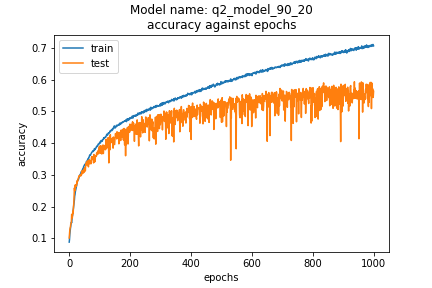 Model name: q2_model_90_20
accuracy against epochs
train
test
accuracy
0.7
0.6
0.5
0.4
0.3
0.2
0.1
0 200 400 600 800 1000
epochs